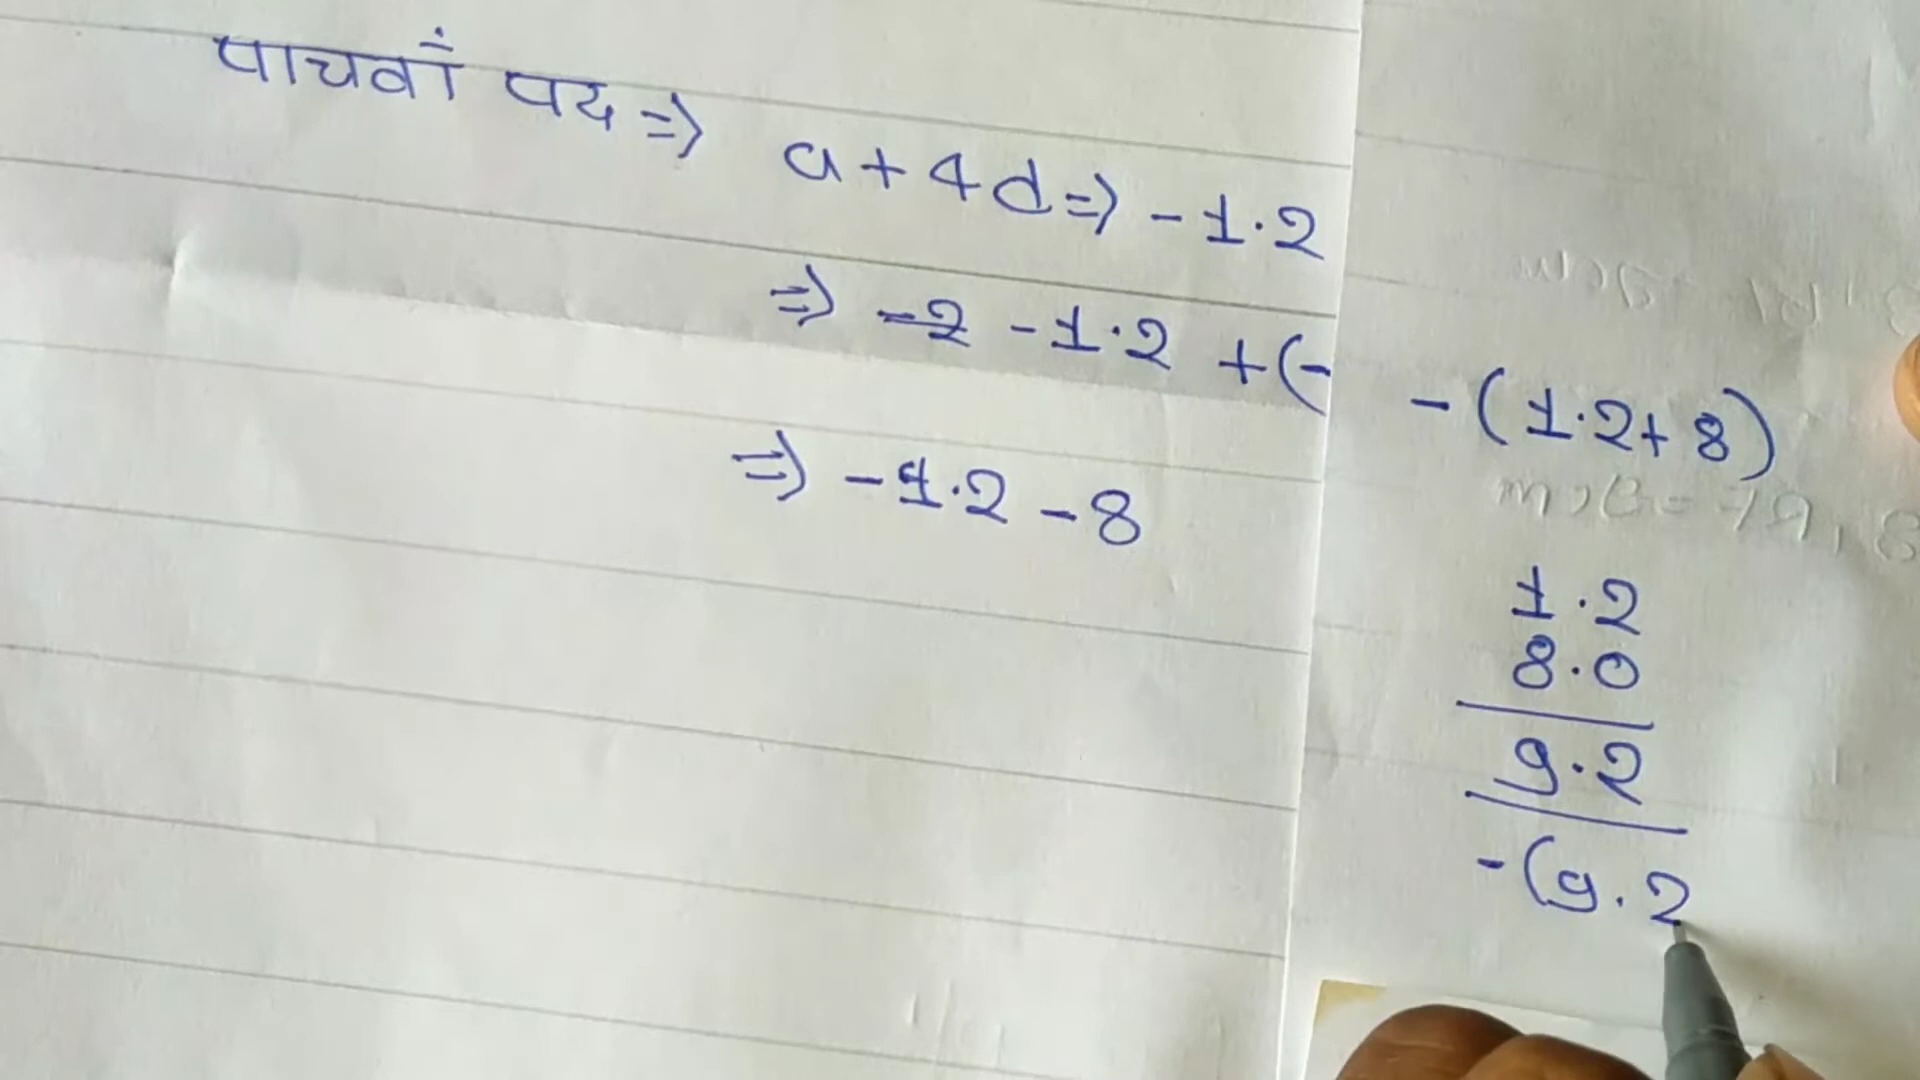 पाचवाँ पद => a + 4d => - 1.2
=> -2 - 1.2 + (-
=> - 1.2 - 8
- (1.2 + 8)
1.2
8.0
9.2
- (9.2